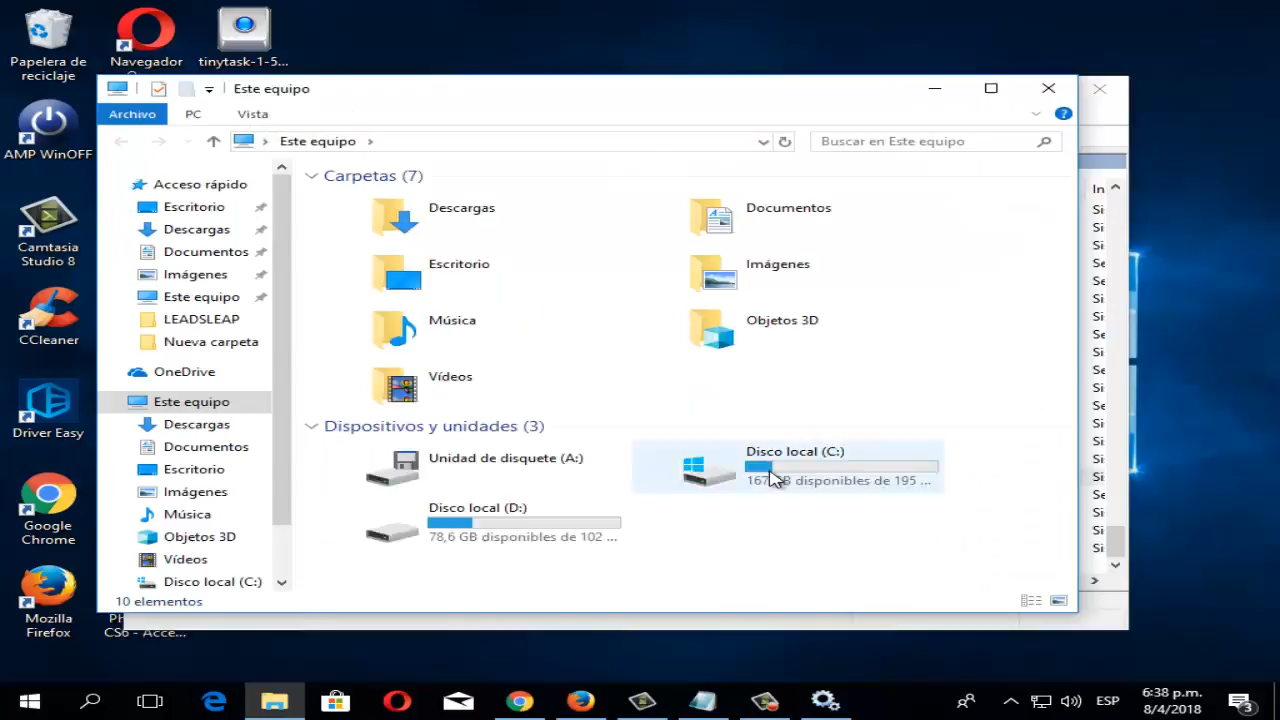 Papelera de
reciclaje
Navegador
tinytask-1-5...
AMP WinOFF
Camtasia
Studio 8
CCleaner
Driver Easy
Google
Chrome
Mozilla
Firefox
CS6 - Acce...
Este equipo
Archivo
PC
Vista
Este equipo
Buscar en Este equipo
Acceso rápido
Escritorio
Descargas
Documentos
Imágenes
Este equipo
LEADSLEAP
Nueva carpeta
OneDrive
Este equipo
Descargas
Documentos
Escritorio
Imágenes
Música
Objetos 3D
Vídeos
Disco local (C:)
Carpetas (7)
Descargas
Documentos
Escritorio
Imágenes
Música
Objetos 3D
Vídeos
Dispositivos y unidades (3)
Unidad de disquete (A:)
Disco local (C:)
disponibles de 195 ...
Disco local (D:)
78,6 GB disponibles de 102 ...
10 elementos
ESP
6:38 p.m.
8/4/2018
3